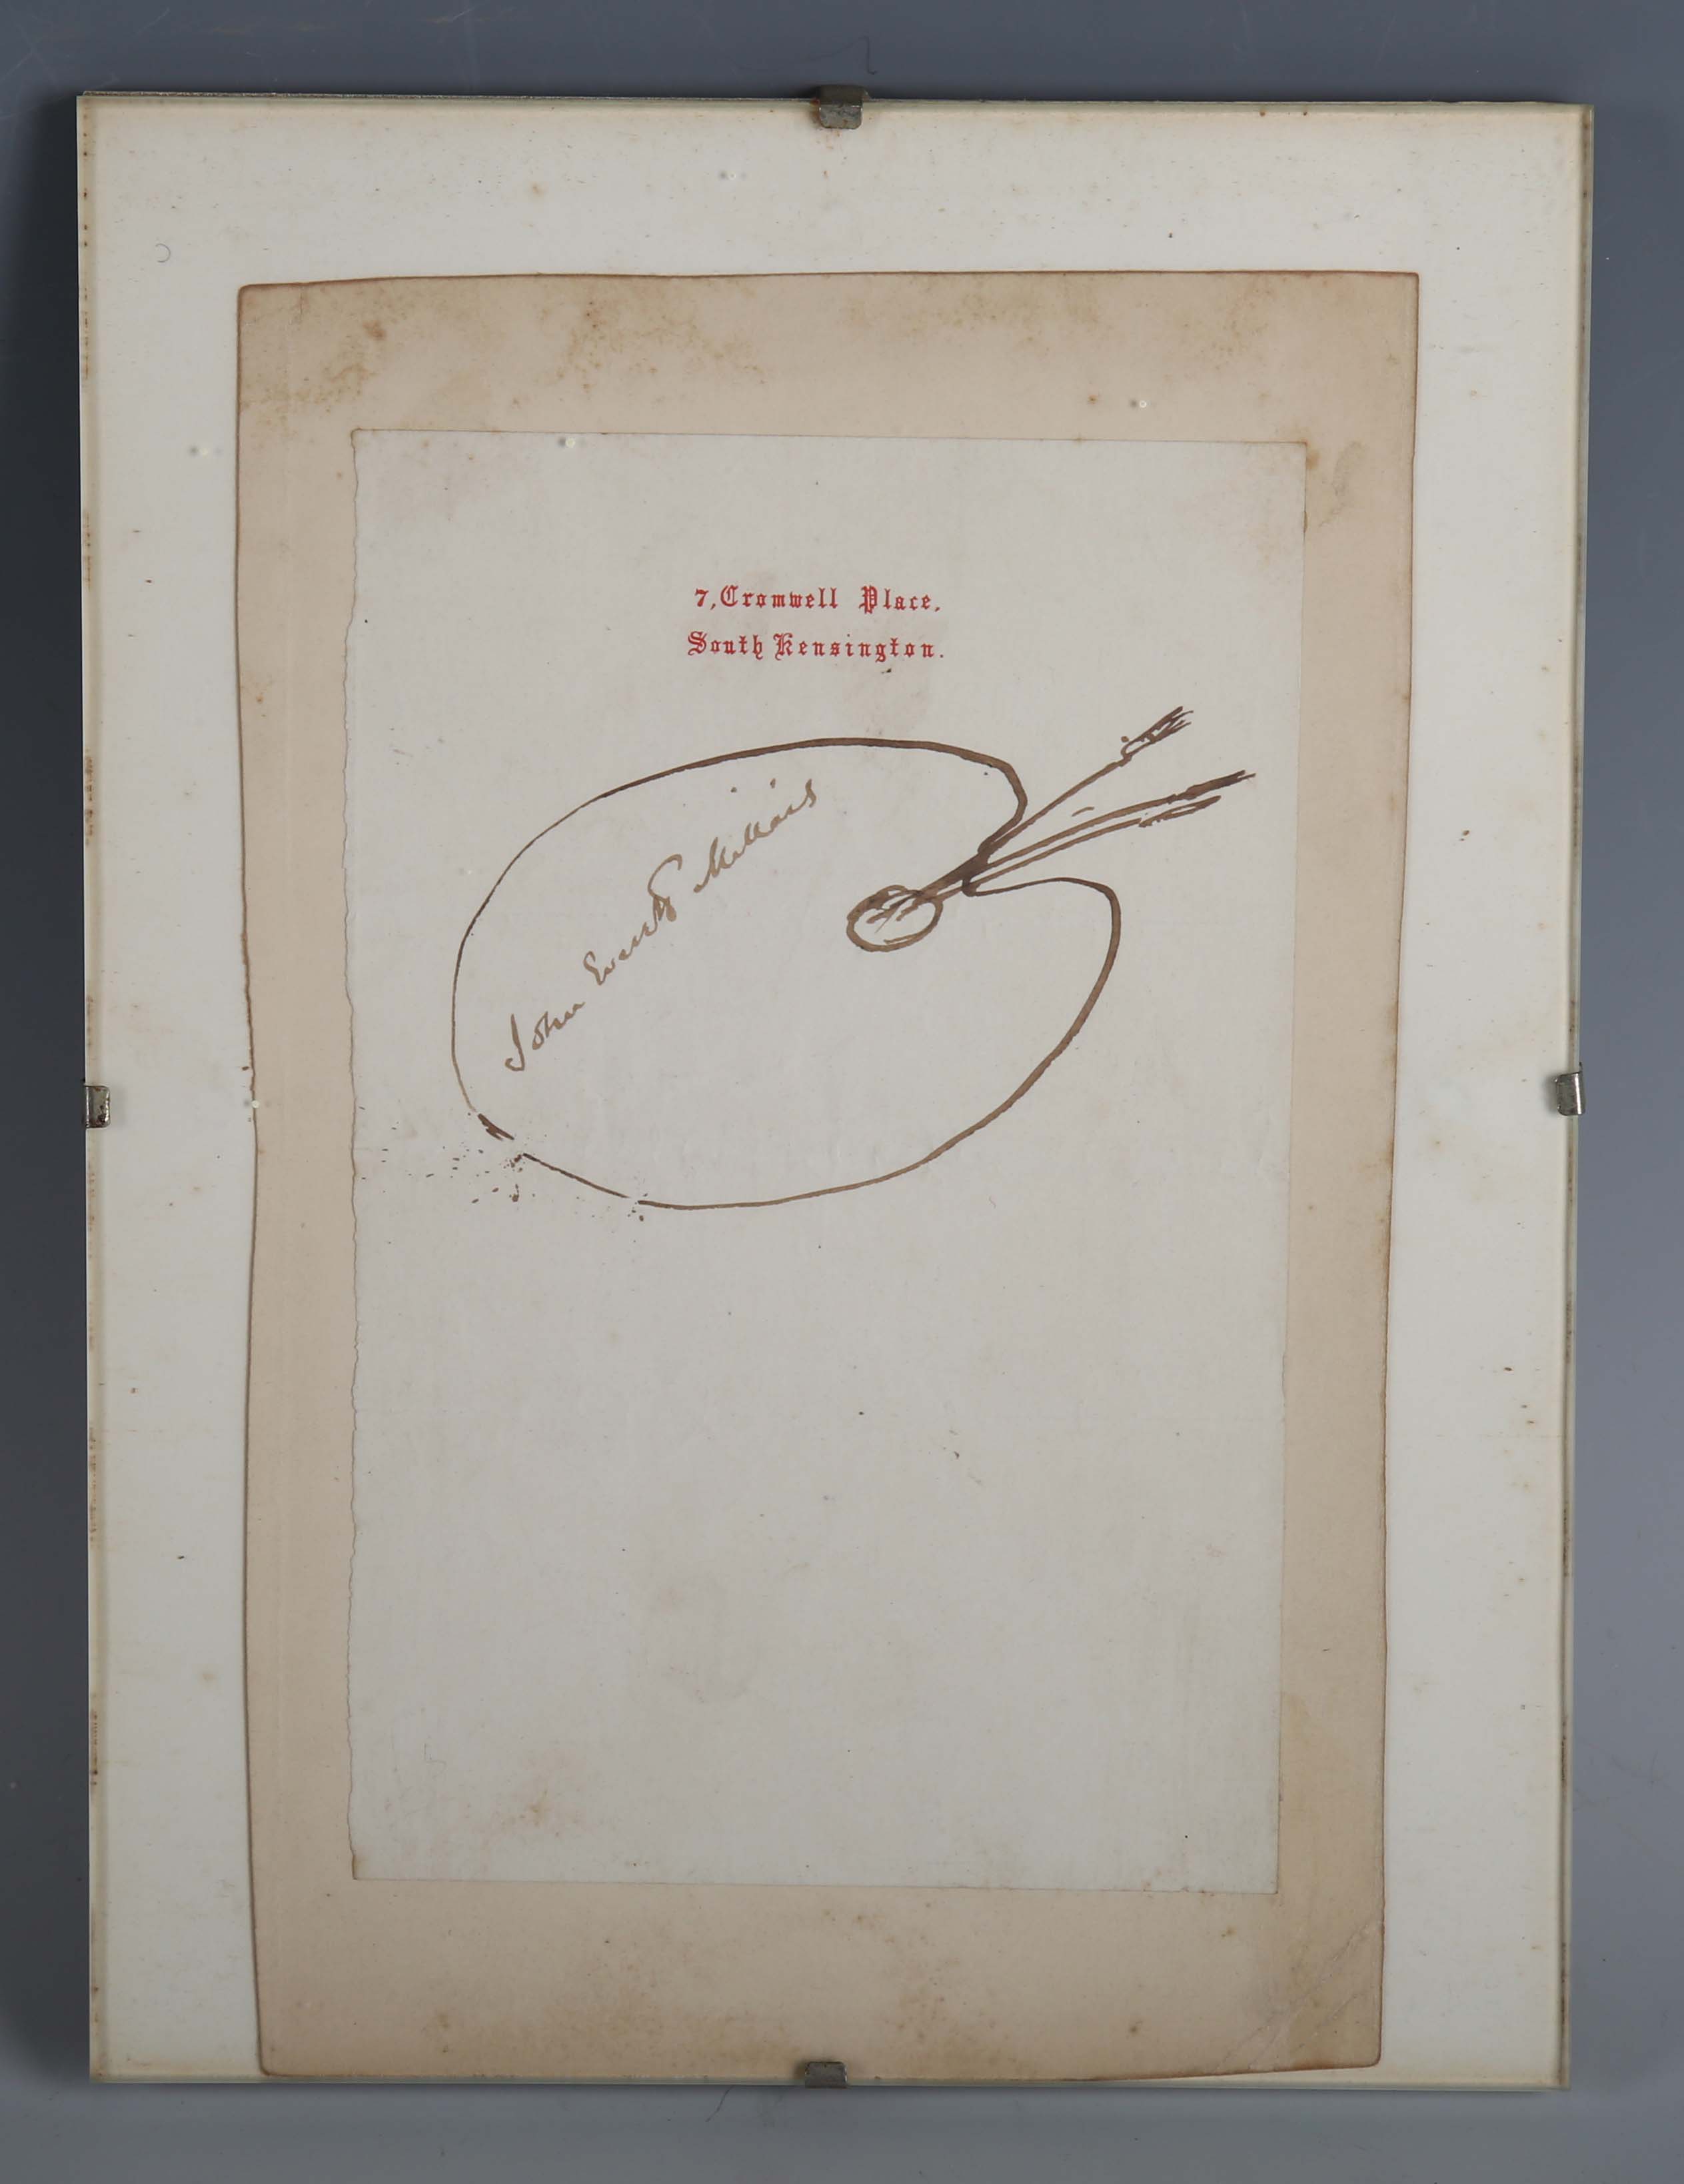 7, Cromwell Place,
South Kensington.
John Everett Millais